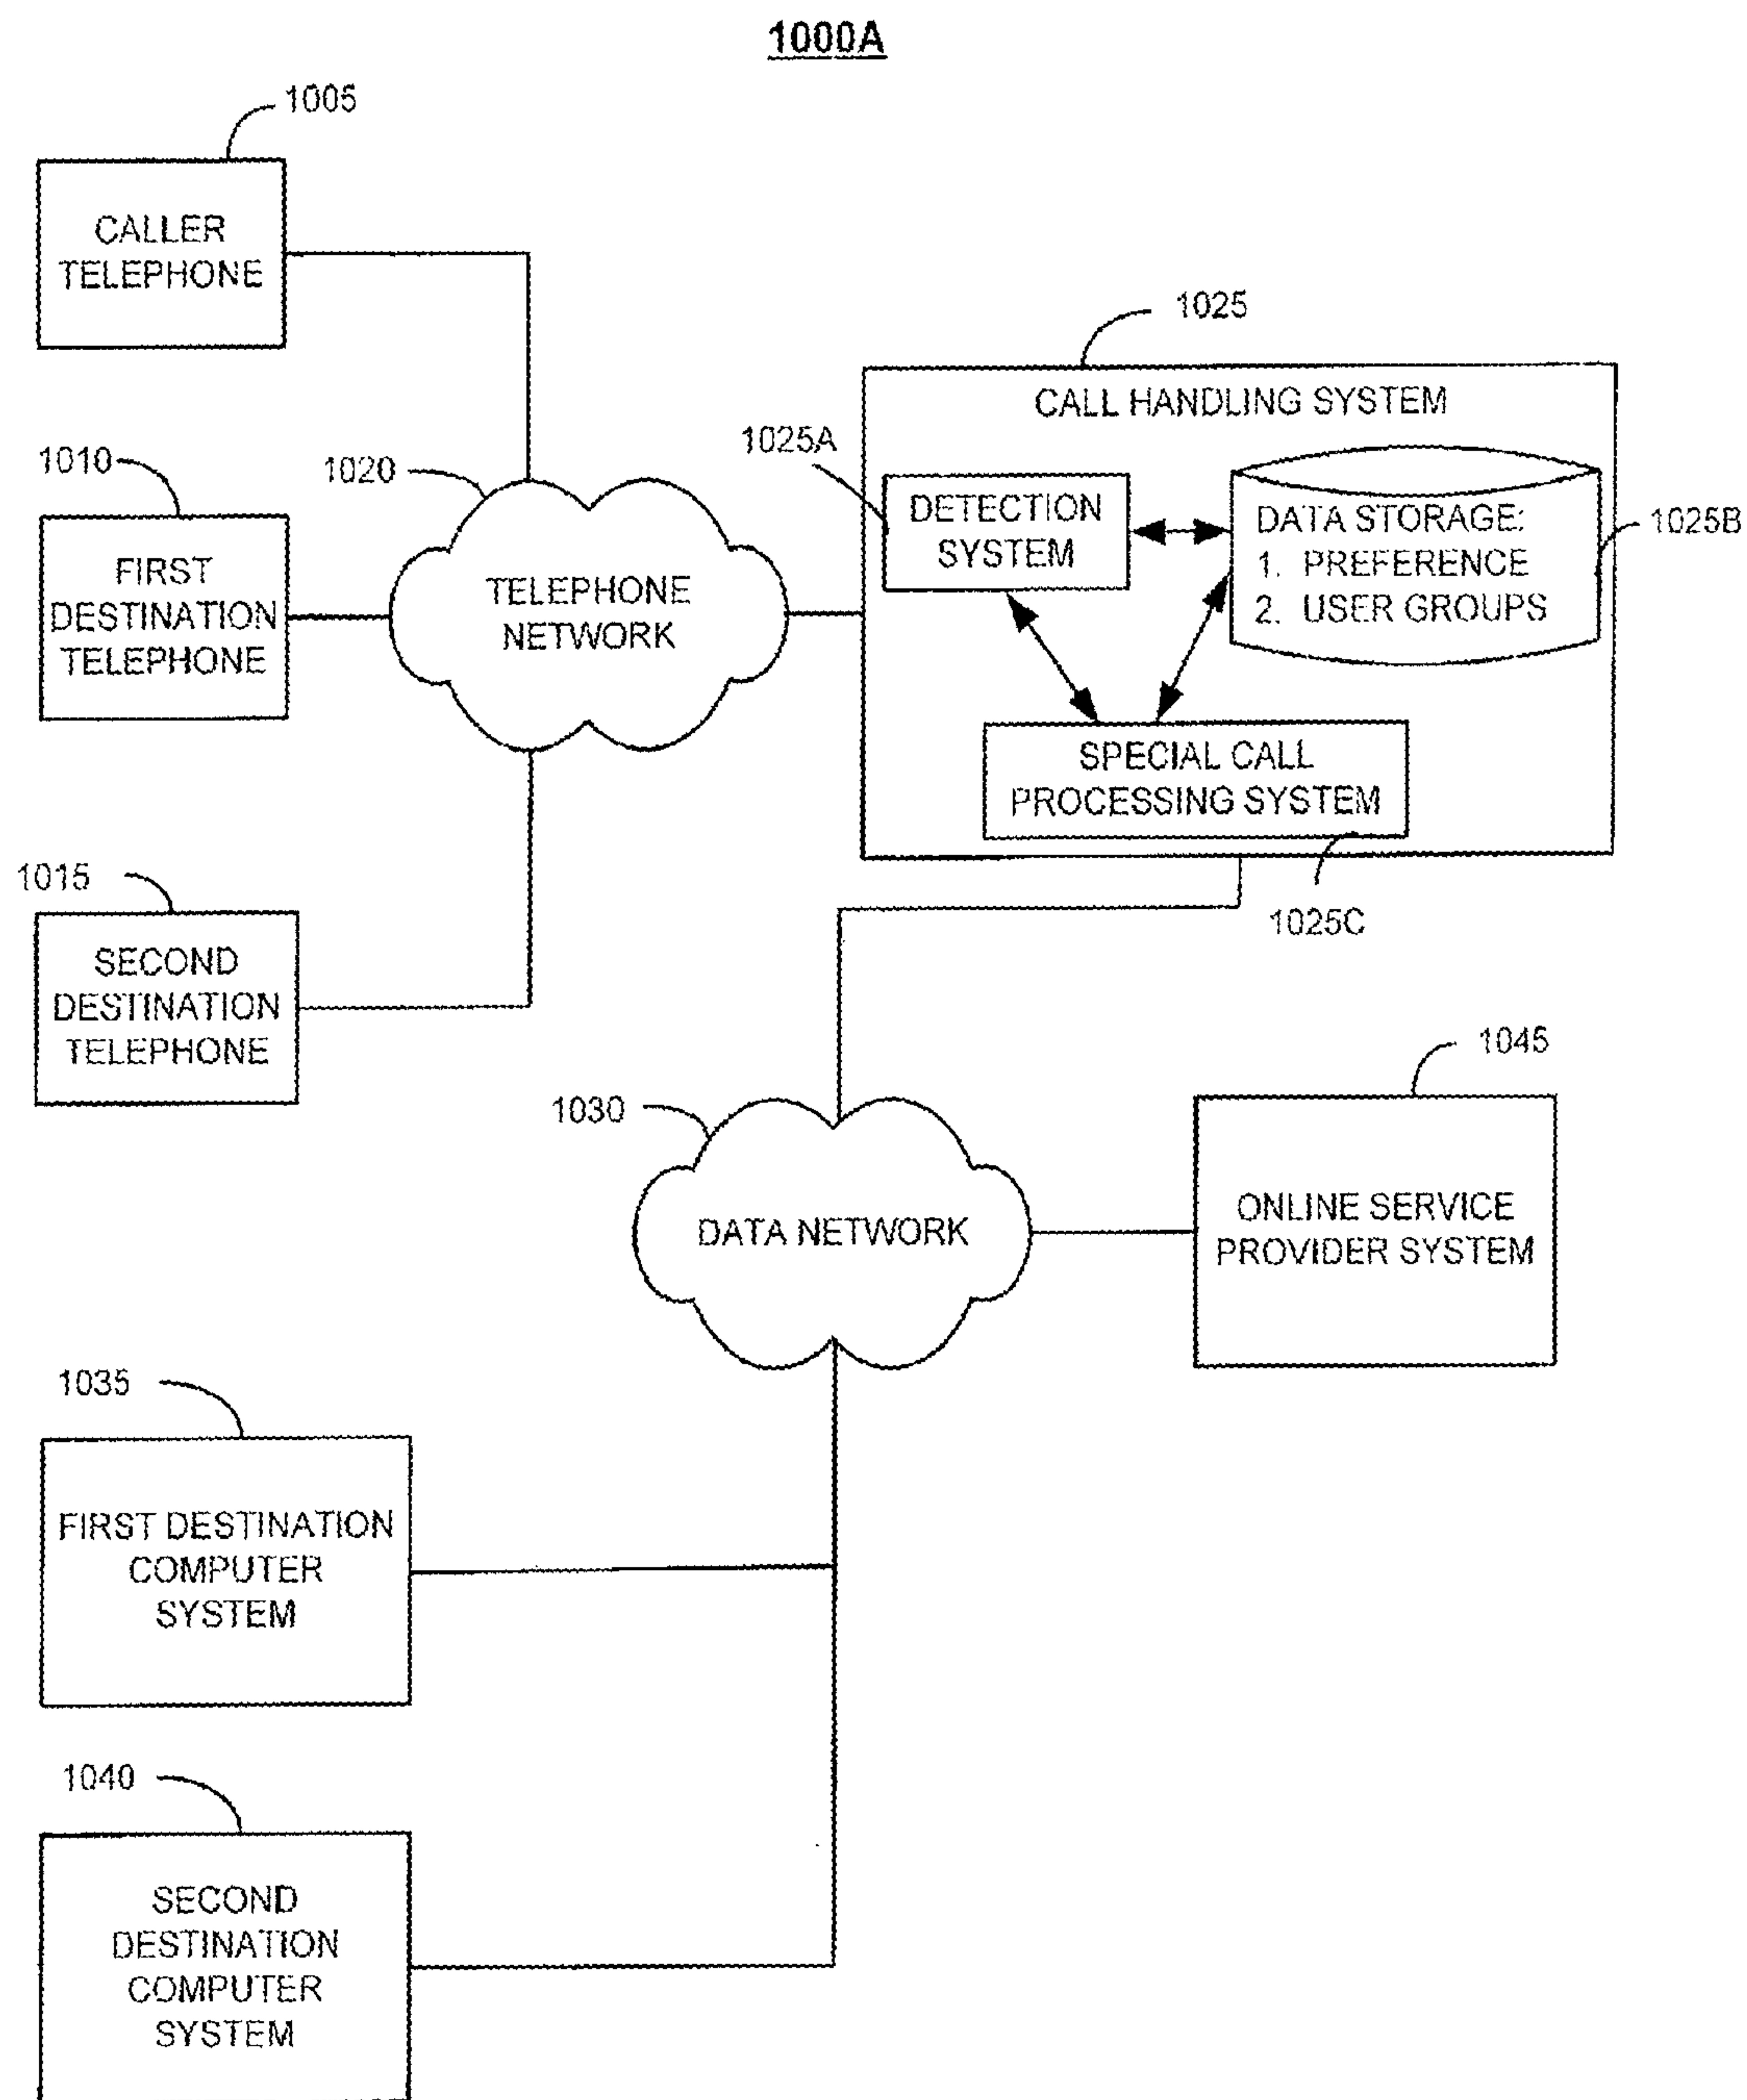 1000A
1005
CALLER
TELEPHONE
1025
CALL HANDLING SYSTEM
1025A
DETECTION
SYSTEM
DATA STORAGE:
1. PREFERENCE
2. USER GROUPS
1025B
1010
FIRST
DESTINATION
TELEPHONE
1020
TELEPHONE
NETWORK
SPECIAL CALL
PROCESSING SYSTEM
1025C
1015
SECOND
DESTINATION
TELEPHONE
1030
DATA NETWORK
1045
ONLINE SERVICE
PROVIDER SYSTEM
1035
FIRST DESTINATION
COMPUTER
SYSTEM
1040
SECOND
DESTINATION
COMPUTER
SYSTEM